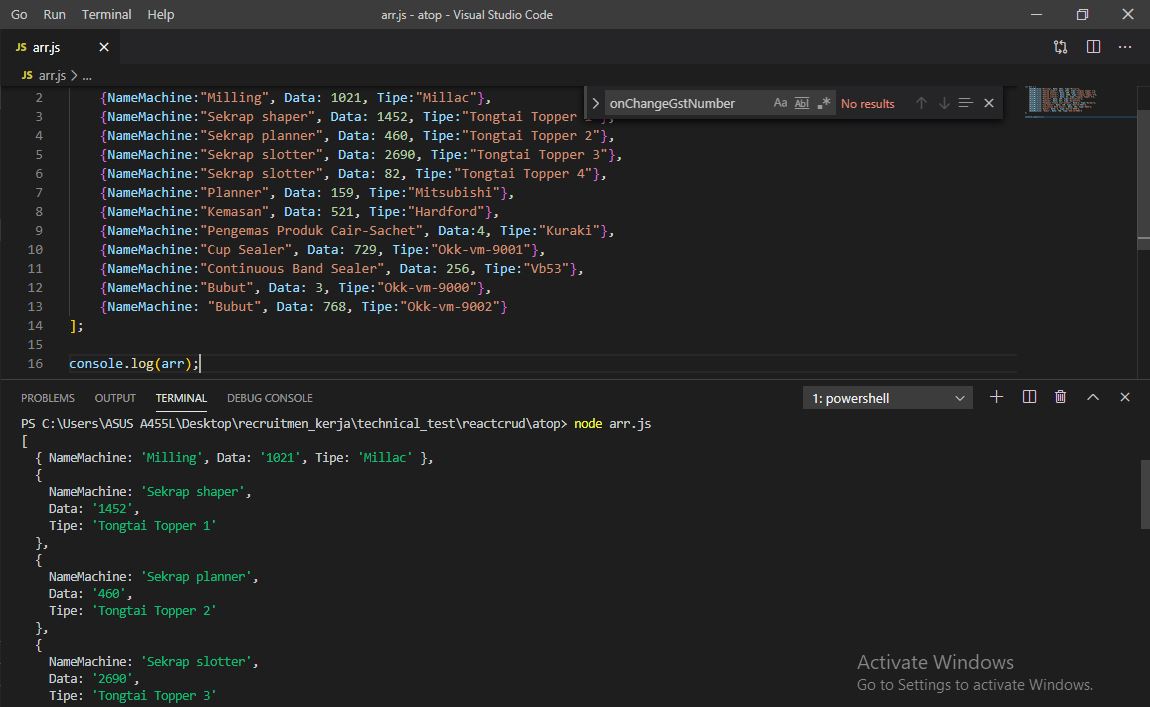 Go Run Terminal Help arr.js - atop - Visual Studio Code
JS arr.js
JS arr.js > ...
onChangeGstNumber Aa Abl .* No results
2 {NameMachine:"Milling", Data: 1021, Tipe:"Millac"},
3 {NameMachine:"Sekrap shaper", Data: 1452, Tipe:"Tongtai Topper
4 {NameMachine:"Sekrap planner", Data: 460, Tipe:"Tongtai Topper 2"},
5 {NameMachine:"Sekrap slotter", Data: 2690, Tipe:"Tongtai Topper 3"},
6 {NameMachine:"Sekrap slotter", Data: 82, Tipe:"Tongtai Topper 4"},
7 {NameMachine:"Planner", Data: 159, Tipe:"Mitsubishi"},
8 {NameMachine:"Kemasan", Data: 521, Tipe:"Hardford"},
9 {NameMachine:"Pengemas Produk Cair-Sachet", Data:4, Tipe:"Kuraki"},
10 {NameMachine:"Cup Sealer", Data: 729, Tipe:"Okk-vm-9001"},
11 {NameMachine:"Continuous Band Sealer", Data: 256, Tipe:"Vb53"},
12 {NameMachine:"Bubut", Data: 3, Tipe:"Okk-vm-9000"},
13 {NameMachine: "Bubut", Data: 768, Tipe:"Okk-vm-9002"}
14 ];
15
16 console.log(arr);
PROBLEMS OUTPUT TERMINAL DEBUG CONSOLE 1: powershell
PS C:\Users\ASUS A455L\Desktop\recruitmen_kerja\technical_test\reactcrud\atop> node arr.js
[
{ NameMachine: 'Milling', Data: '1021', Tipe: 'Millac' },
{
NameMachine: 'Sekrap shaper',
Data: '1452',
Tipe: 'Tongtai Topper 1'
},
{
NameMachine: 'Sekrap planner',
Data: '460',
Tipe: 'Tongtai Topper 2'
},
{
NameMachine: 'Sekrap slotter',
Data: '2690',
Tipe: 'Tongtai Topper 3'
Activate Windows
Go to Settings to activate Windows.